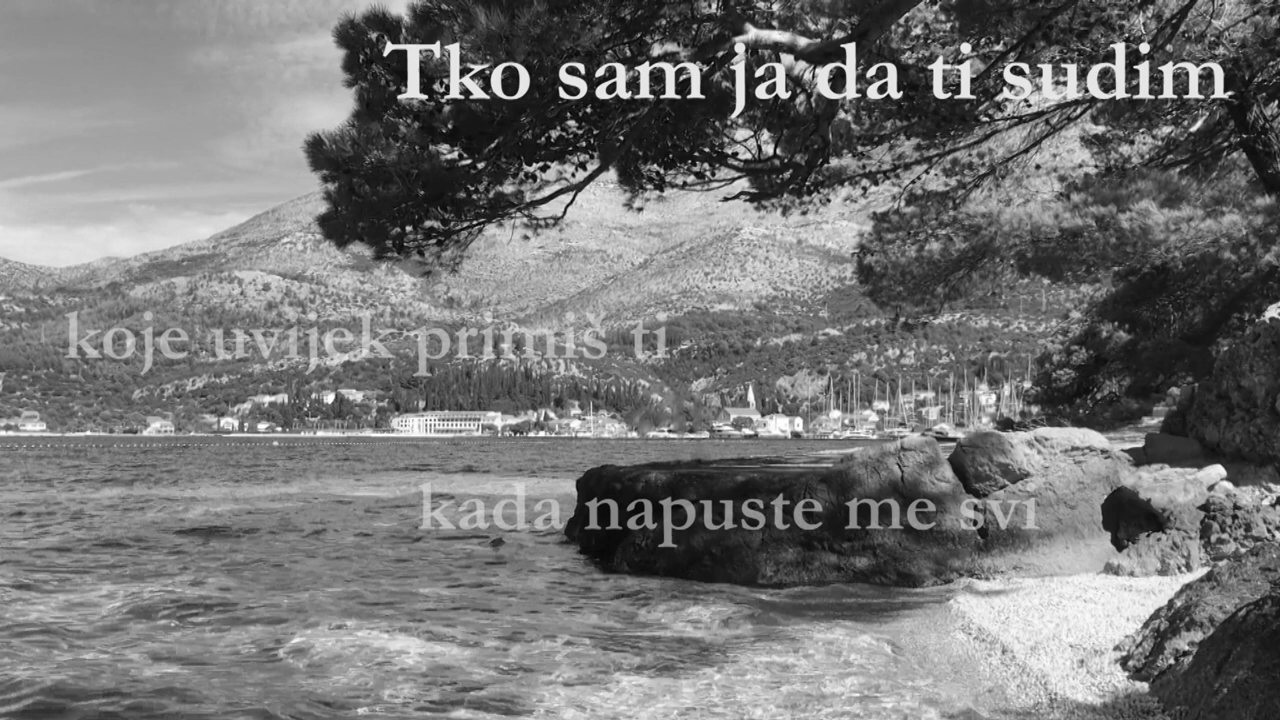 Tko sam ja da ti sudim
koje uvijek primiš ti
kada napuste me svi